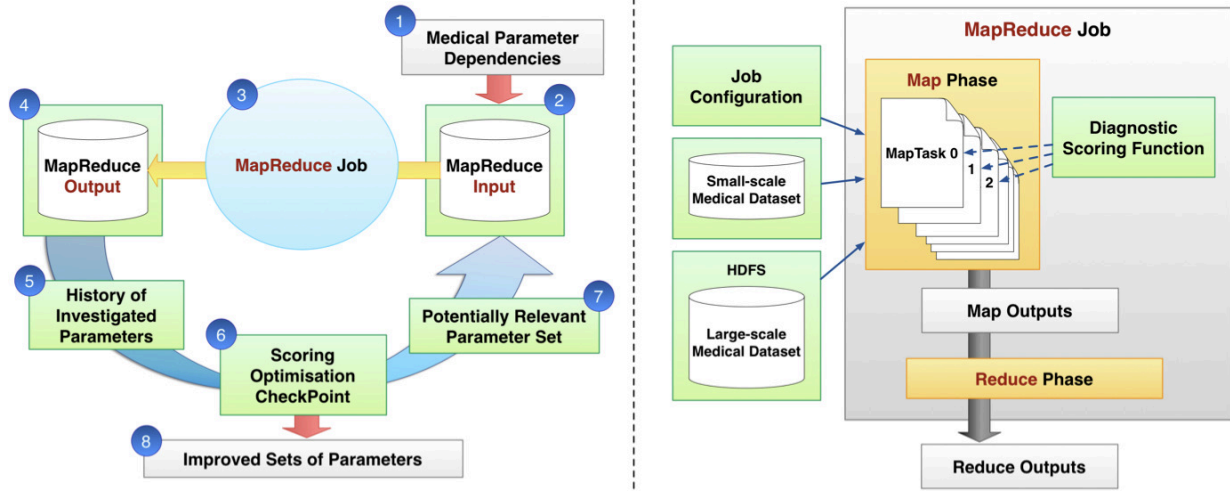 1
Medical Parameter
Dependencies
2
MapReduce
Input
3
MapReduce Job
4
MapReduce
Output
5
History of
Investigated
Parameters
6
Scoring
Optimisation
CheckPoint
7
Potentially Relevant
Parameter Set
8
Improved Sets of Parameters
MapReduce Job
Job
Configuration
Small-scale
Medical Dataset
HDFS
Large-scale
Medical Dataset
Map Phase
MapTask 0
1
2
Diagnostic
Scoring Function
Map Outputs
Reduce Phase
Reduce Outputs